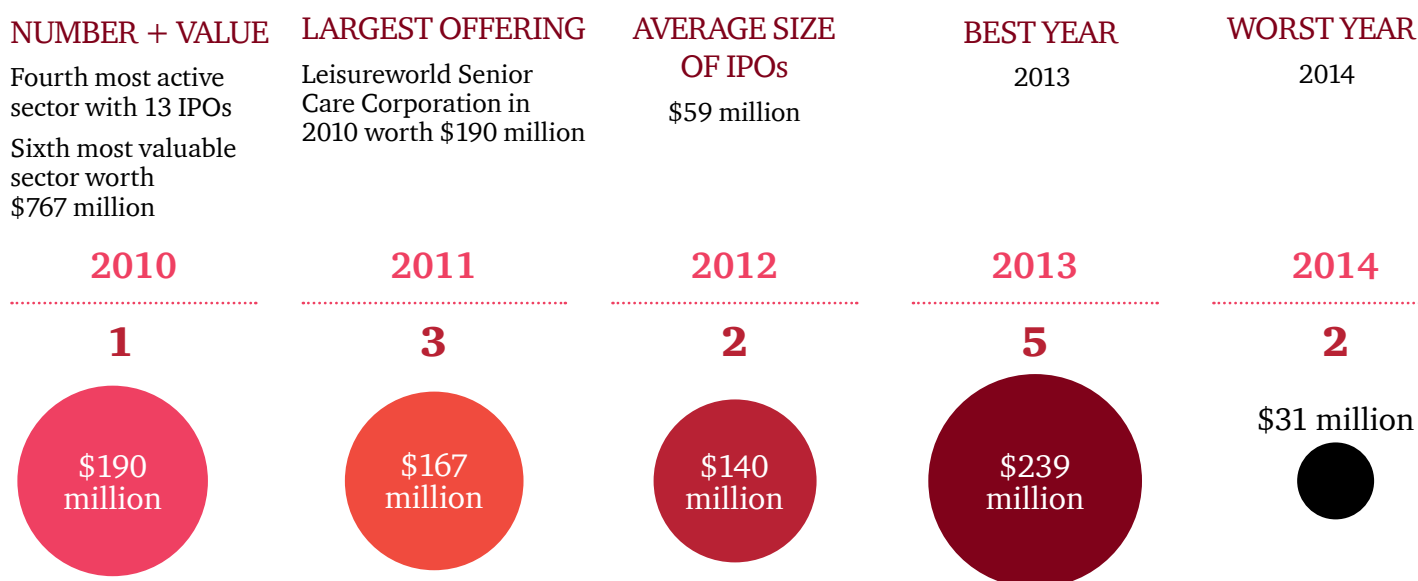 NUMBER + VALUE
Fourth most active
sector with 13 IPOs
Sixth most valuable
sector worth
$767 million
LARGEST OFFERING
Leisureworld Senior
Care Corporation in
2010 worth $190 million
AVERAGE SIZE
OF IPOs
$59 million
BEST YEAR
2013
WORST YEAR
2014
2010
1
$190
million
2011
3
$167
million
2012
2
$140
million
2013
5
$239
million
2014
2
$31 million